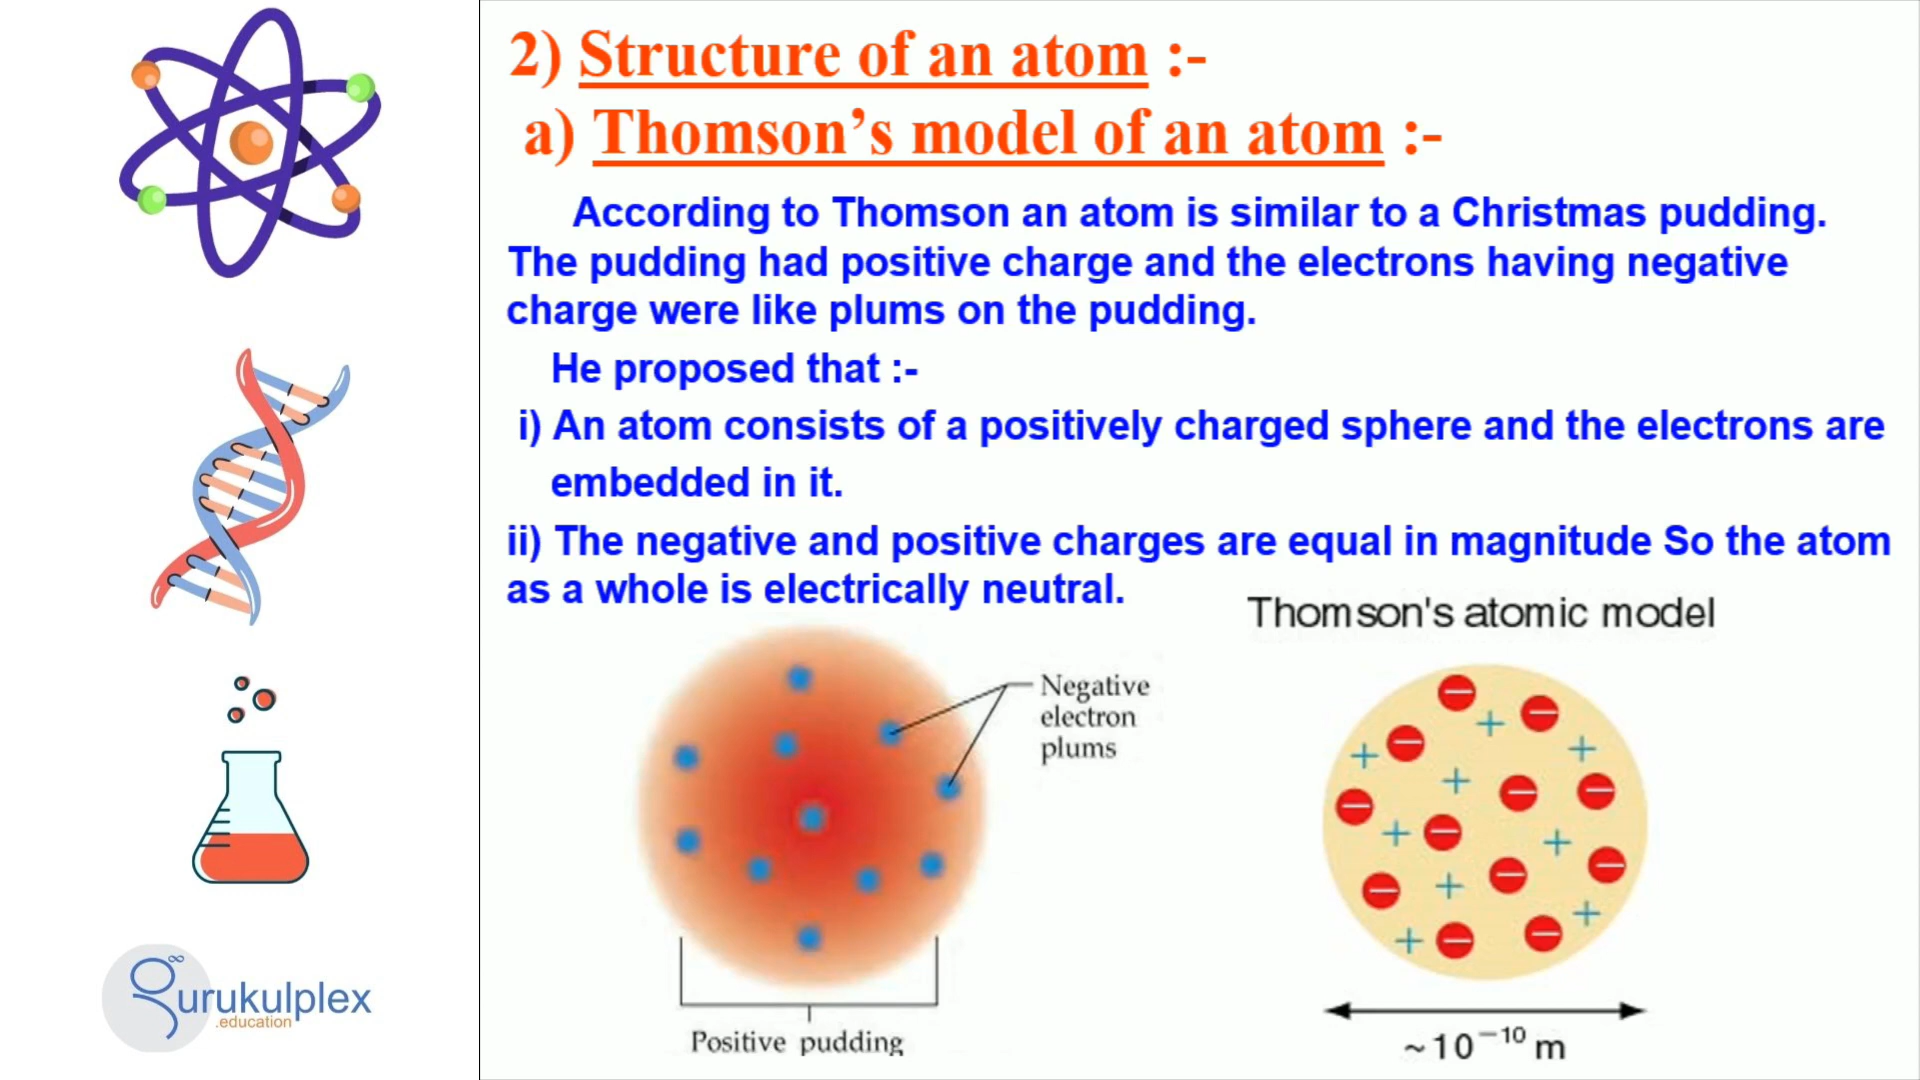 2) Structure of an atom :-
a) Thomson’s model of an atom :-
According to Thomson an atom is similar to a Christmas pudding.
The pudding had positive charge and the electrons having negative
charge were like plums on the pudding.
He proposed that :-
i) An atom consists of a positively charged sphere and the electrons are
embedded in it.
ii) The negative and positive charges are equal in magnitude So the atom
as a whole is electrically neutral.
Negative
electron
plums
Positive pudding
Thomson's atomic model
~10⁻¹⁰ m
gurukulplex
.education